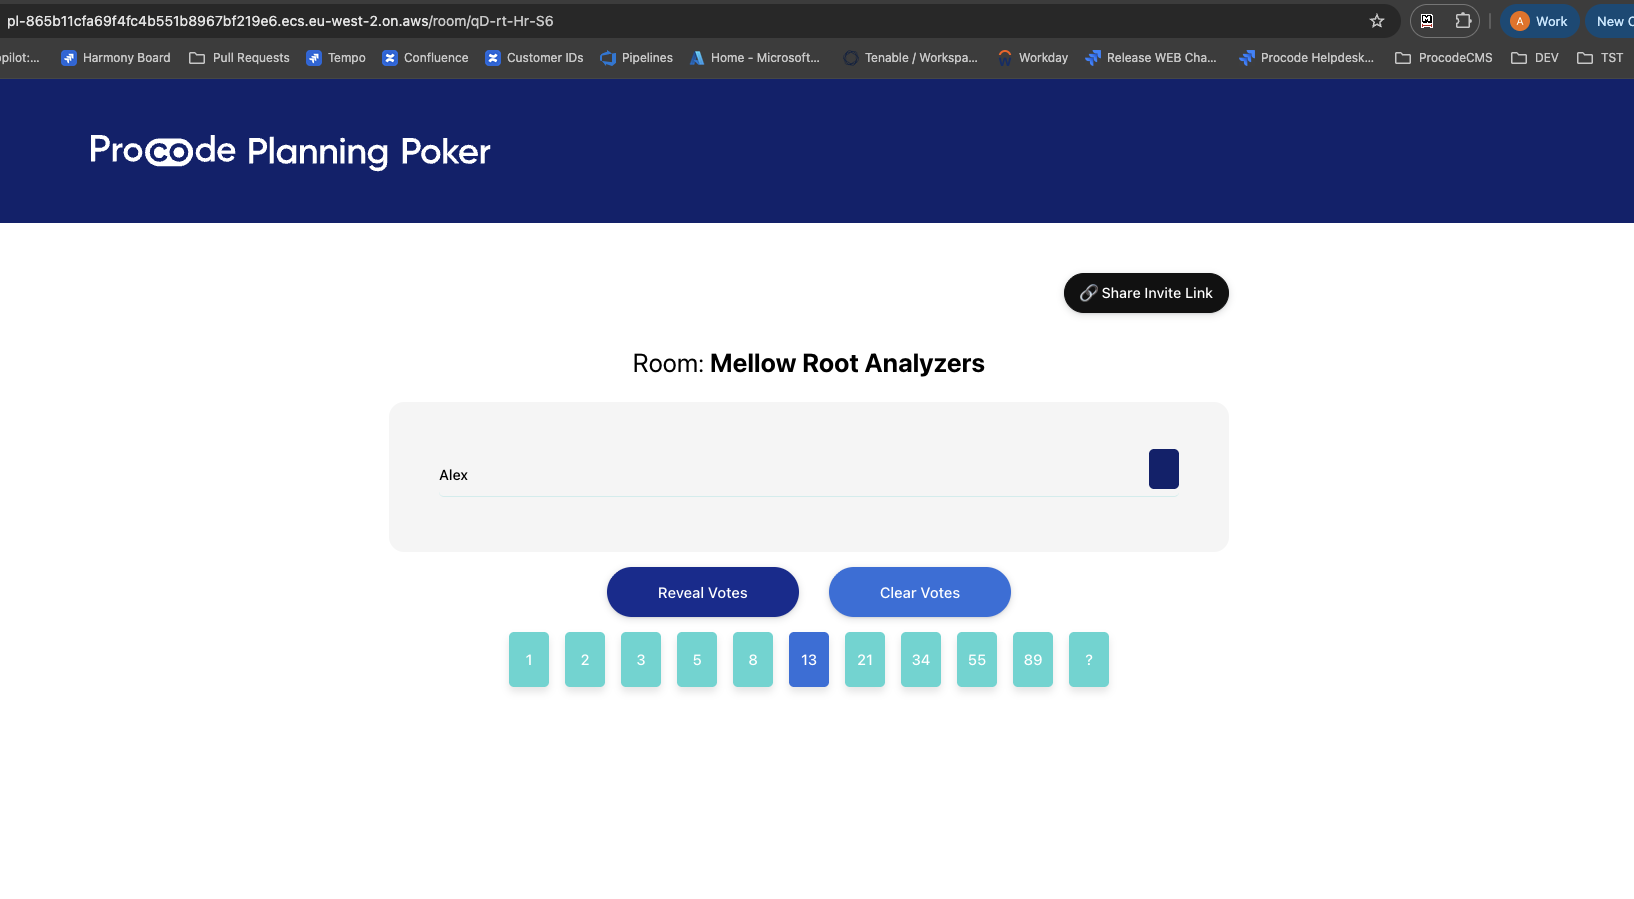 pl-865b11cfa69f4fc4b551b8967bf219e6.ecs.eu-west-2.on.aws/room/qD-rt-Hr-S6
A Work
New C
pilot:... Harmony Board Pull Requests Tempo Confluence Customer IDs Pipelines Home - Microsoft... Tenable / Workspa... Workday Release WEB Cha... Procode Helpdesk... ProcodeCMS DEV TST
Procode Planning Poker
Share Invite Link
Room: Mellow Root Analyzers
Alex
Reveal Votes Clear Votes
1 2 3 5 8 13 21 34 55 89 ?